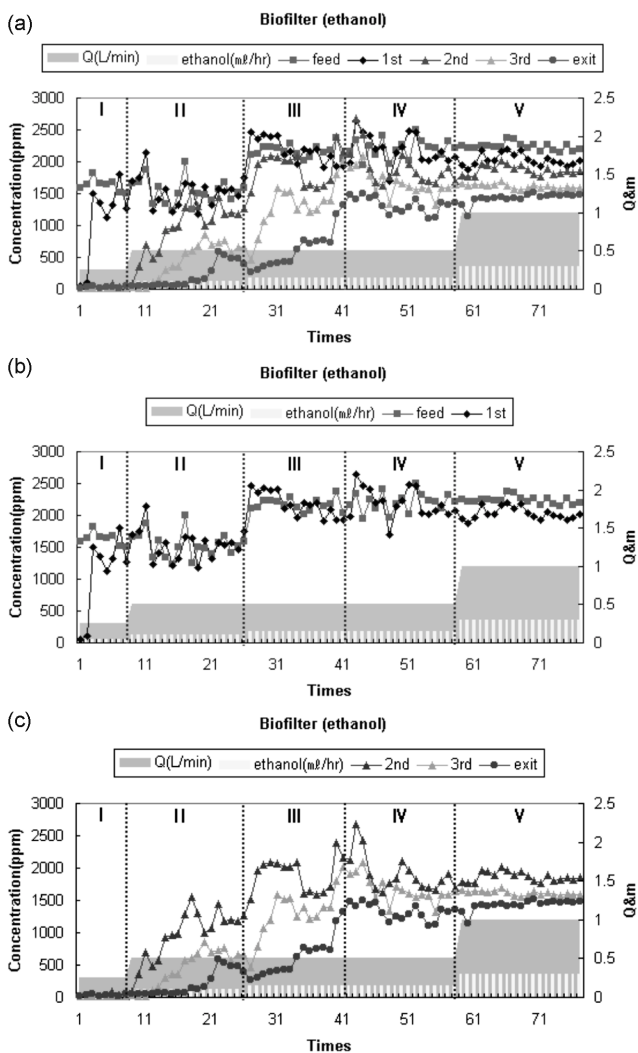 (a)
Biofilter (ethanol)
Q(L/min) ethanol(㎖/hr) feed 1st 2nd 3rd exit
I II III IV V
3000
2500
2000
1500
1000
500
0
Concentration(ppm)
2.5
2
1.5
1
0.5
0
Q&m
1 11 21 31 41 51 61 71
Times
(b)
Biofilter (ethanol)
Q(L/min) ethanol(㎖/hr) feed 1st
I II III IV V
3000
2500
2000
1500
1000
500
0
Concentration(ppm)
2.5
2
1.5
1
0.5
0
Q&m
1 11 21 31 41 51 61 71
Times
(c)
Biofilter (ethanol)
Q(L/min) ethanol(㎖/hr) 2nd 3rd exit
I II III IV V
3000
2500
2000
1500
1000
500
0
Concentration(ppm)
2.5
2
1.5
1
0.5
0
Q&m
1 11 21 31 41 51 61 71
Times